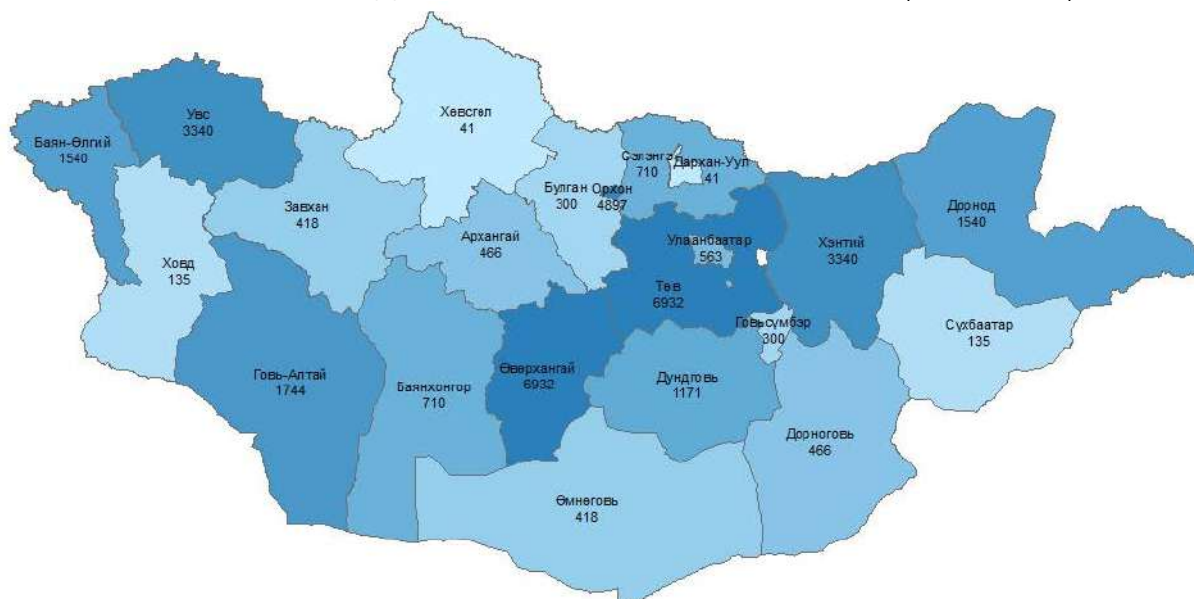 Хөвсгөл
41
Увс
3340
Баян-Өлгий
1540
Сэлэнгэ
710
Дархан-Уул
41
Булган
300
Орхон
4897
Завхан
418
Дорнод
1540
Архангай
466
Улаанбаатар
563
Хэнтий
3340
Ховд
135
Төв
6932
Говьсүмбэр
300
Сүхбаатар
135
Говь-Алтай
1744
Баянхонгор
710
Өвөрхангай
6932
Дундговь
1171
Дорноговь
466
Өмнөговь
418